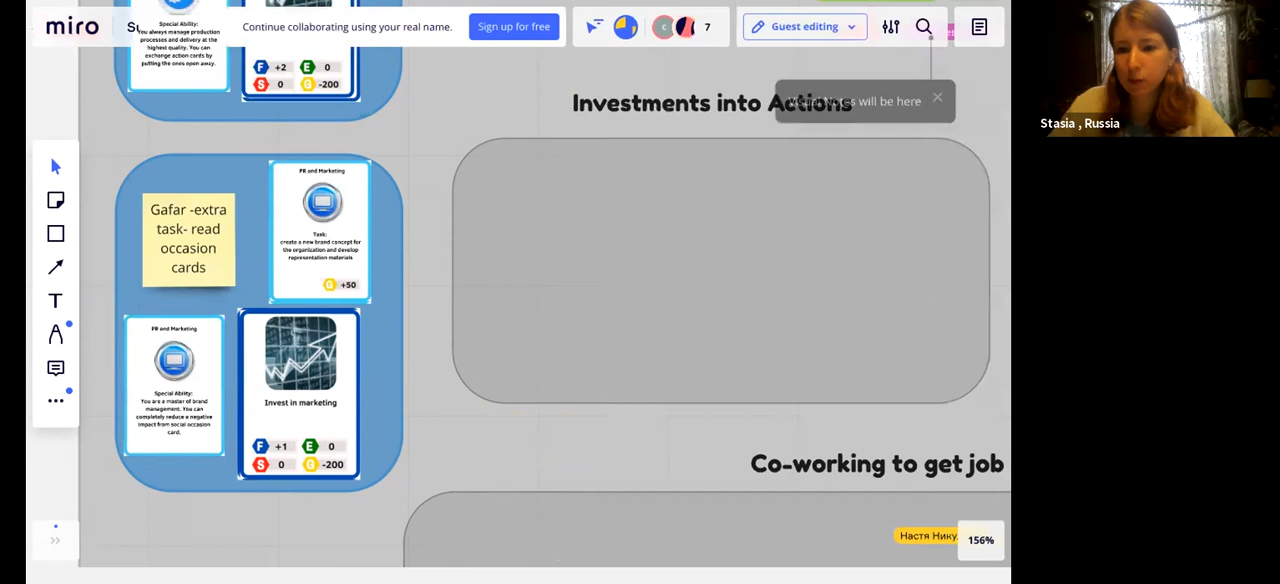 miro
Continue collaborating using your real name.
Sign up for free
7
Guest editing
Special Ability:
You always manage production
processes and delivery at the
highest quality. You can
exchange action cards by
putting the ones open away.
F +2 E 0
S 0 G -200
Investments into Actions
Visual Notes will be here
Stasia , Russia
Gafar -extra
task- read
occasion
cards
PR and Marketing
Task:
create a new brand concept for
the organization and develop
representation materials
G +50
PR and Marketing
Special Ability:
You are a master of brand
management. You can
completely reduce a negative
impact from social occasion
card.
Invest in marketing
F +1 E 0
S 0 G -200
Co-working to get job
Настя Нику
156%